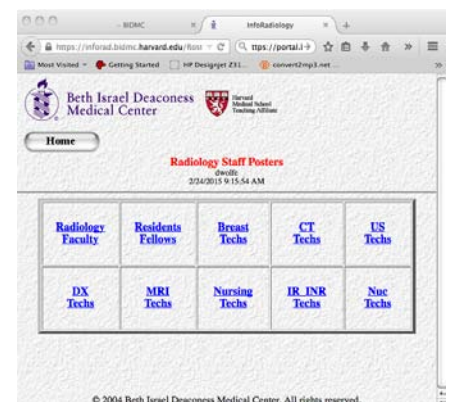 - BIDMC
InfoRadiology
https://inforad.bidmc.harvard.edu/Rost
Most Visited
Getting Started
HP Designjet Z31...
convert2mp3.net ...
Beth Israel Deaconess
Medical Center
Harvard
Medical School
Teaching Affiliate
Home
Radiology Staff Posters
dwolfe
2/24/2015 9:15:54 AM
Radiology
Faculty
Residents
Fellows
Breast
Techs
CT
Techs
US
Techs
DX
Techs
MRI
Techs
Nursing
Techs
IR_INR
Techs
Nuc
Techs
© 2004 Beth Israel Deaconess Medical Center. All rights reserved.